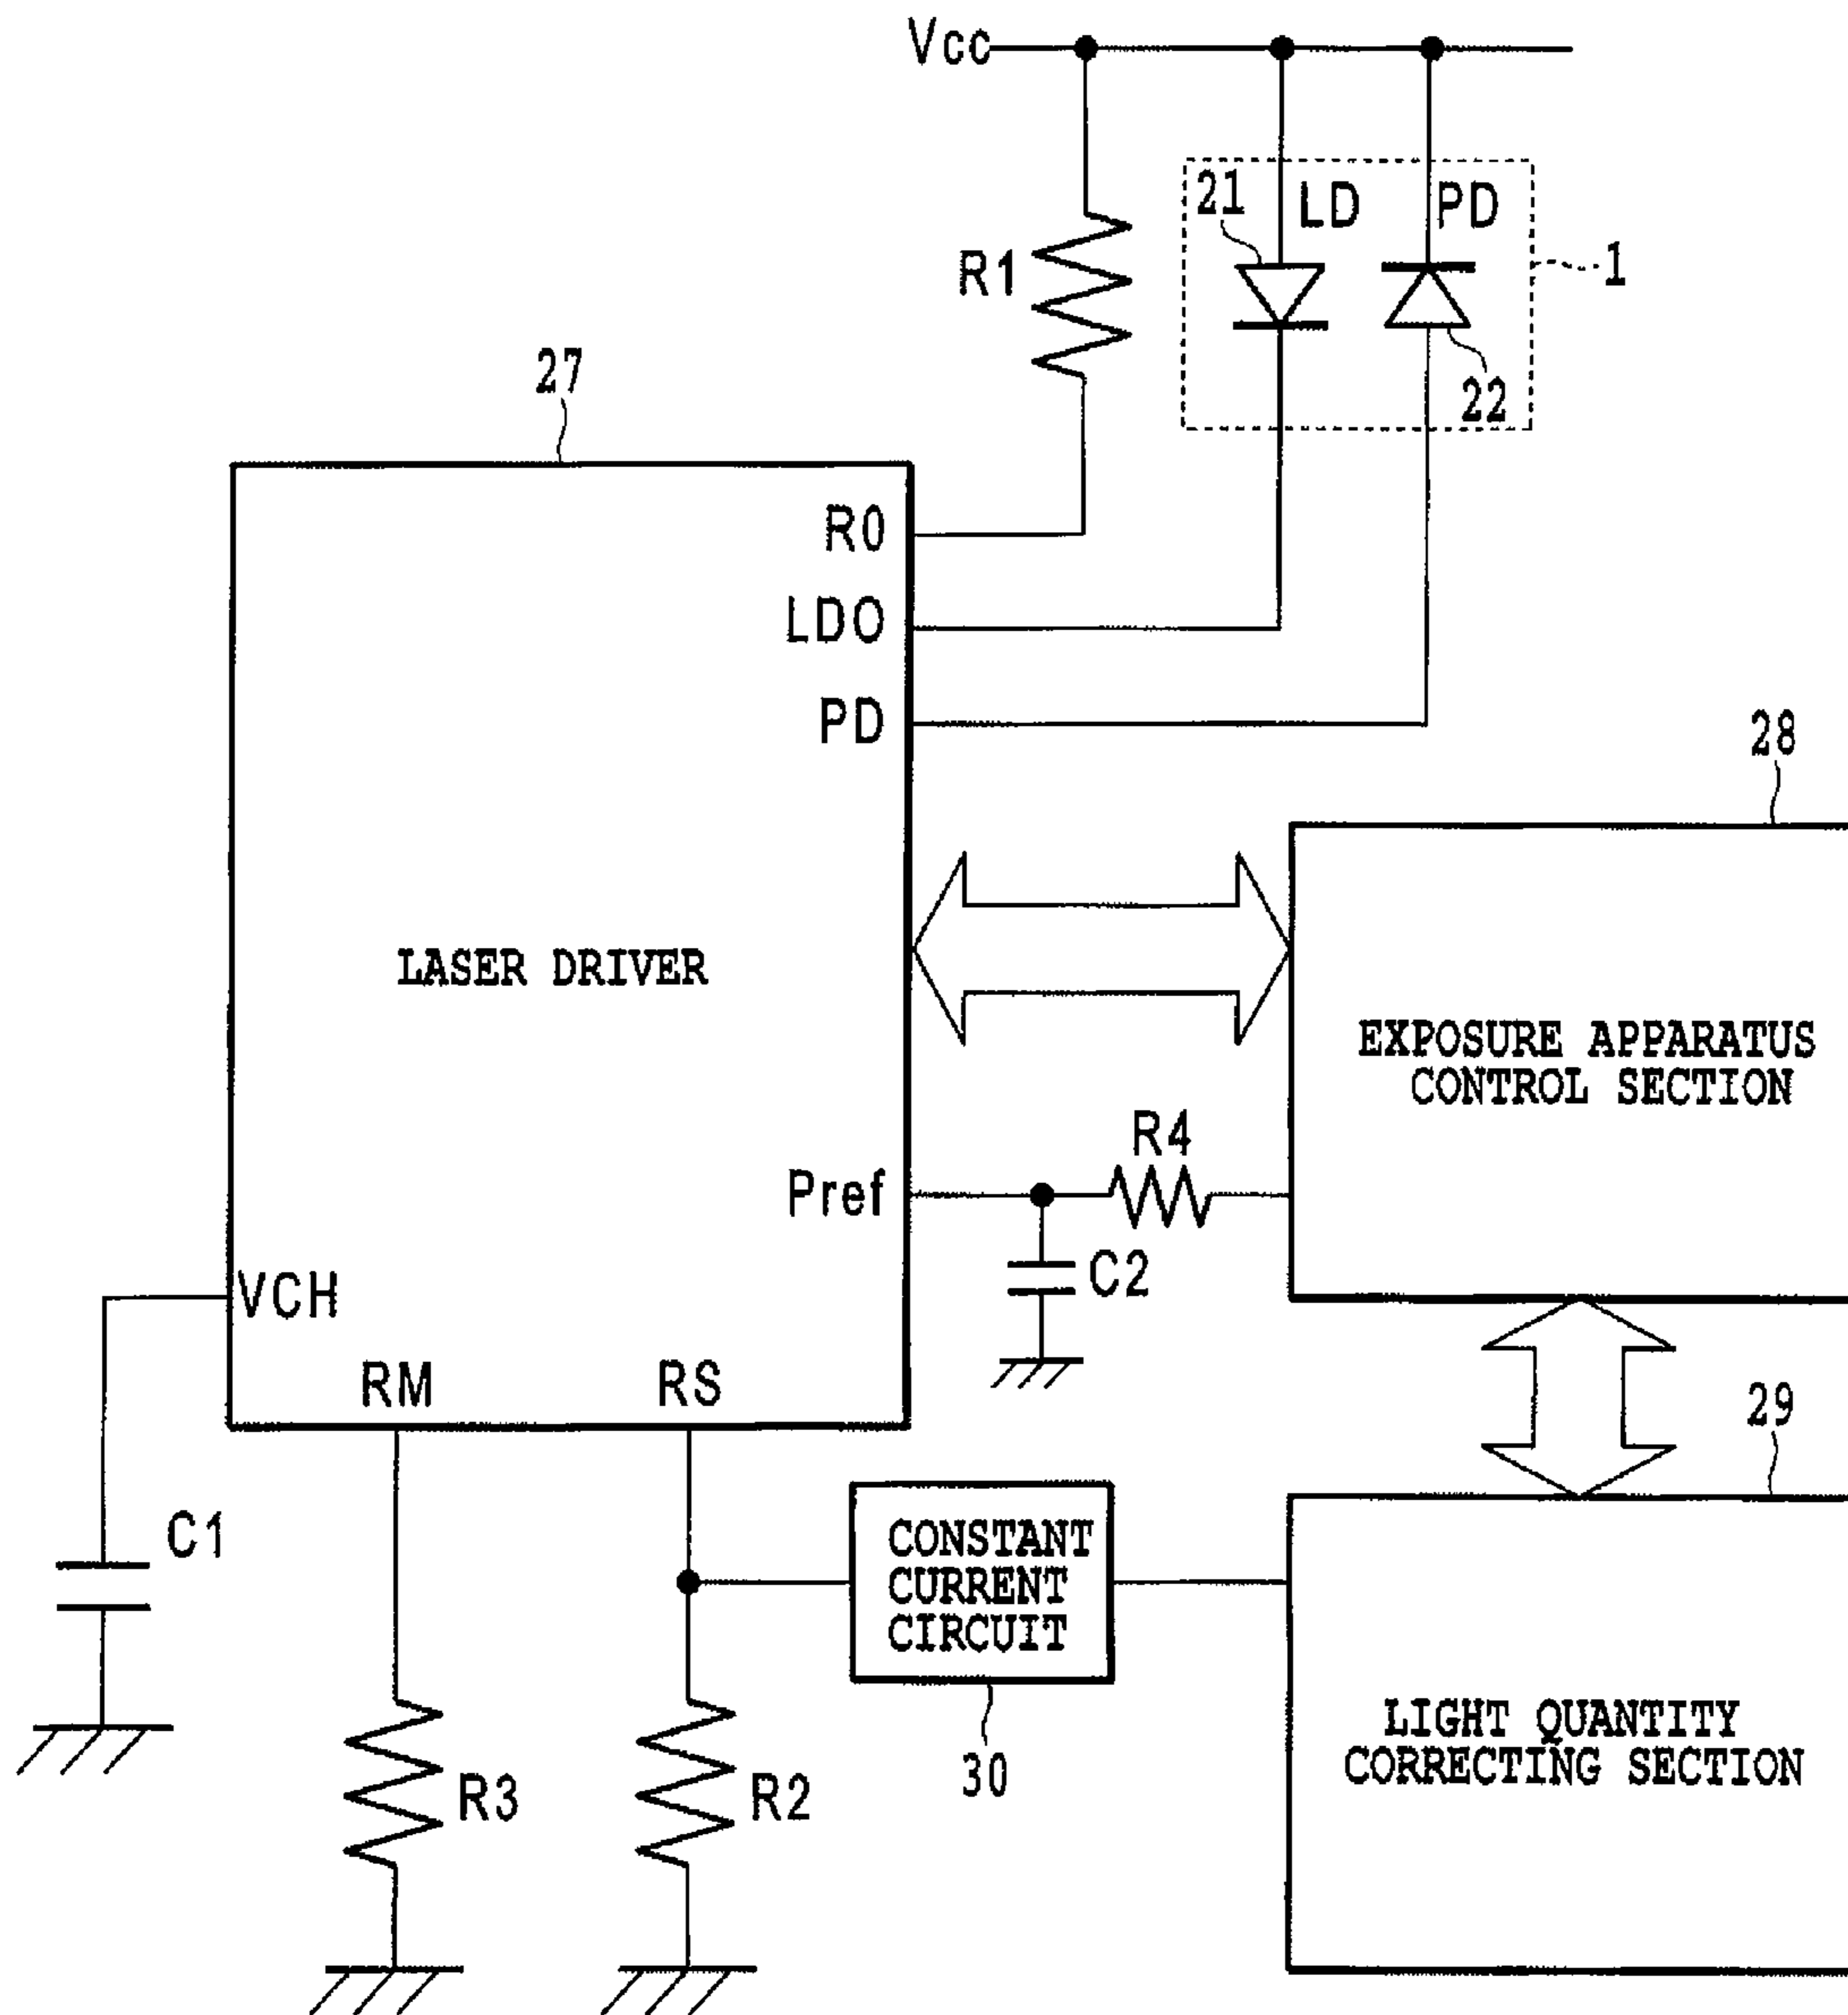 Vcc
21
LD
PD
R1
1
22
27
R0
LDO
PD
28
LASER DRIVER
EXPOSURE APPARATUS
CONTROL SECTION
R4
Pref
C2
VCH
RM
RS
29
C1
CONSTANT
CURRENT
CIRCUIT
LIGHT QUANTITY
CORRECTING SECTION
30
R3
R2